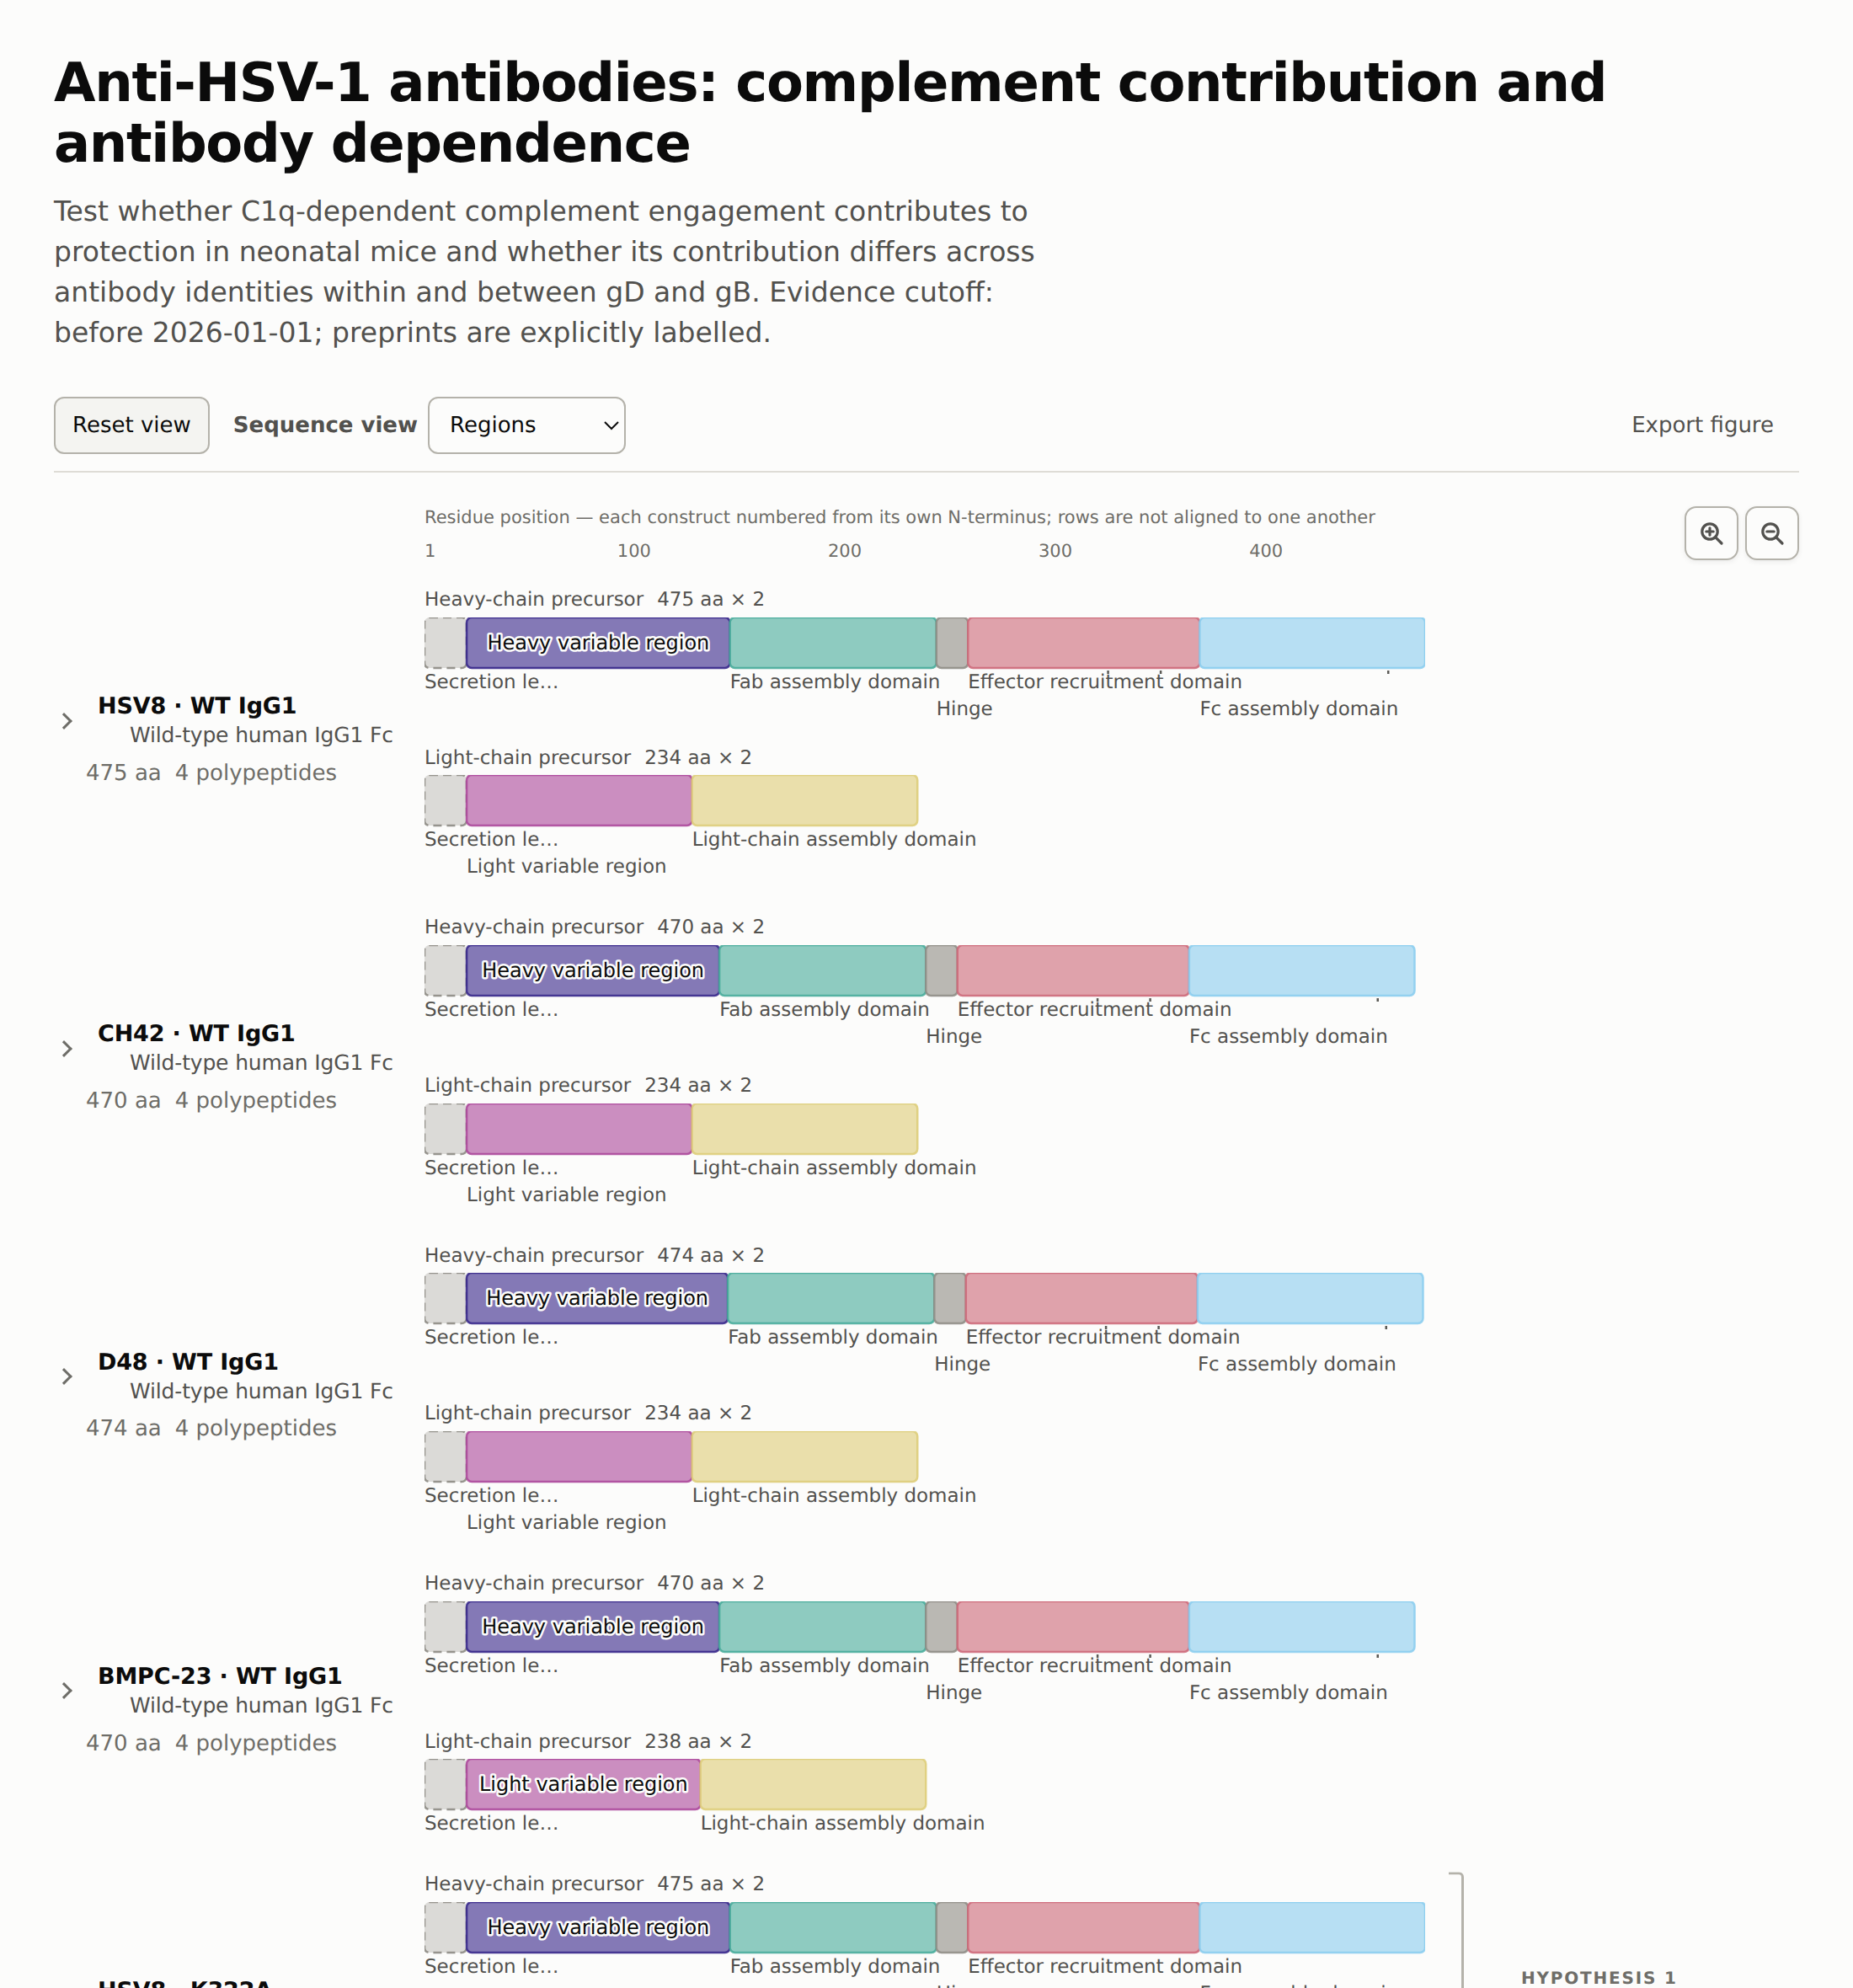 Anti-HSV-1 antibodies: complement contribution and
antibody dependence
Test whether C1q-dependent complement engagement contributes to
protection in neonatal mice and whether its contribution differs across
antibody identities within and between gD and gB. Evidence cutoff:
before 2026-01-01; preprints are explicitly labelled.
Reset view
Sequence view
Regions
Export figure
Residue position — each construct numbered from its own N-terminus; rows are not aligned to one another
1 100 200 300 400
Heavy-chain precursor 475 aa × 2
Heavy variable region
Secretion le… Fab assembly domain Effector recruitment domain
Hinge Fc assembly domain
HSV8 · WT IgG1
Wild-type human IgG1 Fc
475 aa 4 polypeptides
Light-chain precursor 234 aa × 2
Secretion le… Light-chain assembly domain
Light variable region
Heavy-chain precursor 470 aa × 2
Heavy variable region
Secretion le… Fab assembly domain Effector recruitment domain
Hinge Fc assembly domain
CH42 · WT IgG1
Wild-type human IgG1 Fc
470 aa 4 polypeptides
Light-chain precursor 234 aa × 2
Secretion le… Light-chain assembly domain
Light variable region
Heavy-chain precursor 474 aa × 2
Heavy variable region
Secretion le… Fab assembly domain Effector recruitment domain
Hinge Fc assembly domain
D48 · WT IgG1
Wild-type human IgG1 Fc
474 aa 4 polypeptides
Light-chain precursor 234 aa × 2
Secretion le… Light-chain assembly domain
Light variable region
Heavy-chain precursor 470 aa × 2
Heavy variable region
Secretion le… Fab assembly domain Effector recruitment domain
Hinge Fc assembly domain
BMPC-23 · WT IgG1
Wild-type human IgG1 Fc
470 aa 4 polypeptides
Light-chain precursor 238 aa × 2
Light variable region
Secretion le… Light-chain assembly domain
Heavy-chain precursor 475 aa × 2
Heavy variable region
Secretion le… Fab assembly domain Effector recruitment domain
HYPOTHESIS 1